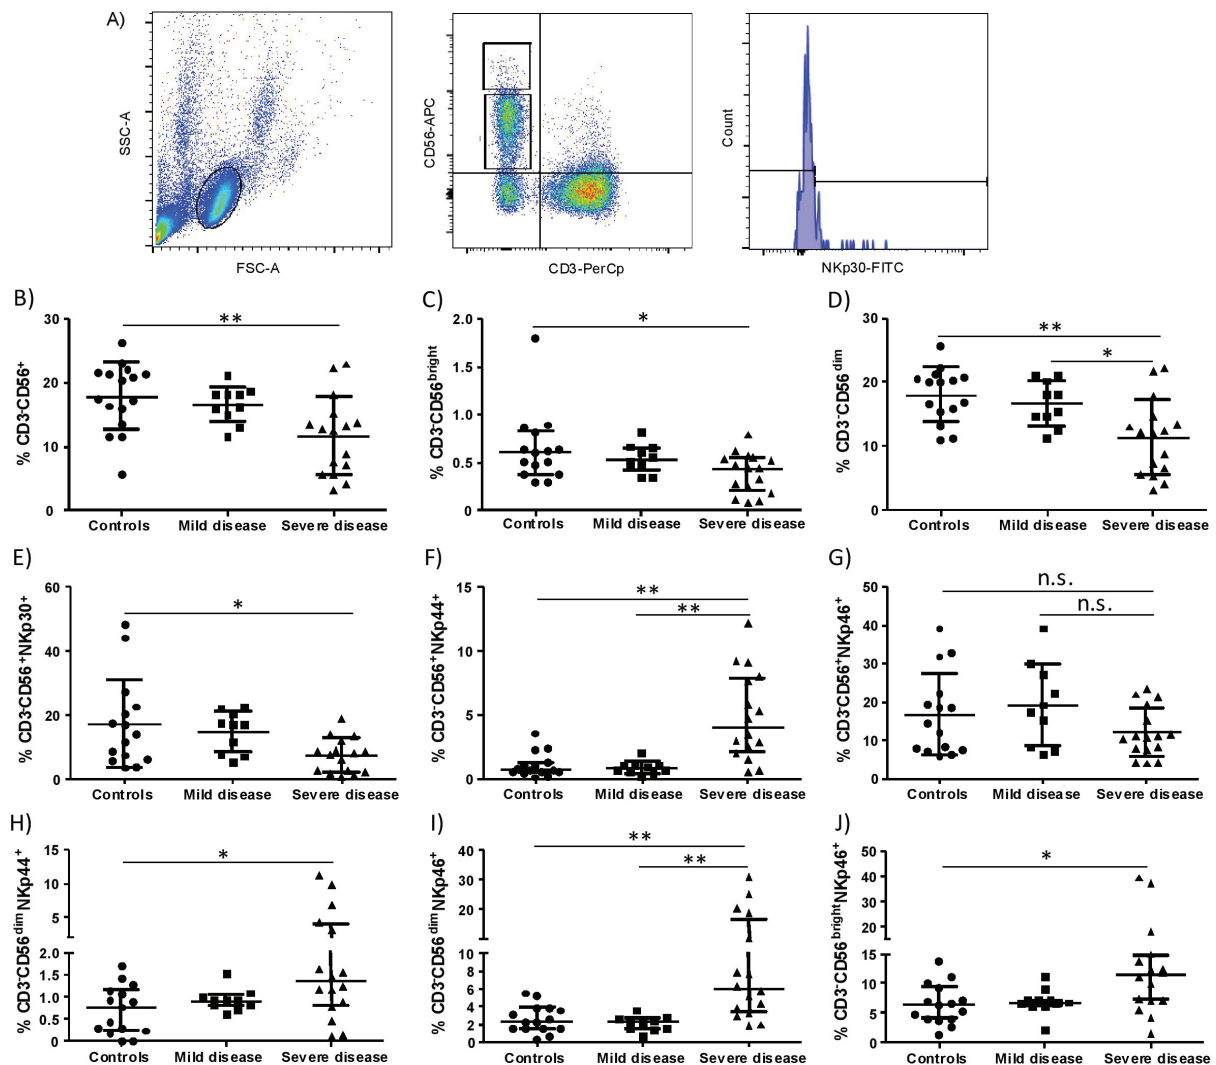 A)
SSC-A
FSC-A
CD56-APC
CD3-PerCp
Count
NKp30-FITC
B)
% CD3-CD56+
30
20
10
0
**
Controls Mild disease Severe disease
C)
% CD3-CD56bright
2.0
1.5
1.0
0.5
0
*
Controls Mild disease Severe disease
D)
% CD3-CD56dim
30
20
10
0
**
*
Controls Mild disease Severe disease
E)
% CD3-CD56+NKp30+
60
40
20
0
*
Controls Mild disease Severe disease
F)
% CD3-CD56+NKp44+
15
10
5
0
**
**
Controls Mild disease Severe disease
G)
% CD3-CD56+NKp46+
50
40
30
20
10
0
n.s.
n.s.
Controls Mild disease Severe disease
H)
% CD3-CD56dimNKp44+
15
10
5
2.0
1.5
1.0
0.5
0
*
Controls Mild disease Severe disease
I)
% CD3-CD56dimNKp46+
40
30
20
10
8
6
4
2
0
**
**
Controls Mild disease Severe disease
J)
% CD3-CD56brightNKp46+
50
40
30
20
15
10
5
0
*
Controls Mild disease Severe disease